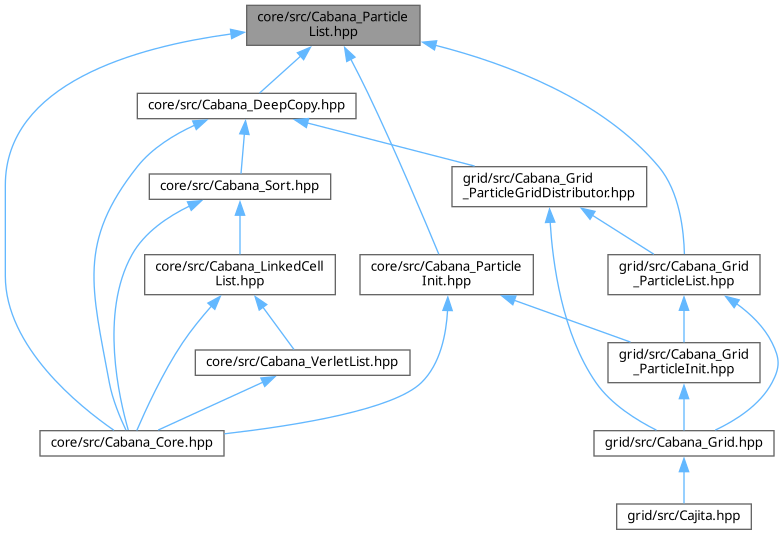 core/src/Cabana_Particle
List.hpp
core/src/Cabana_DeepCopy.hpp
core/src/Cabana_Sort.hpp
grid/src/Cabana_Grid
_ParticleGridDistributor.hpp
core/src/Cabana_LinkedCell
List.hpp
core/src/Cabana_Particle
Init.hpp
grid/src/Cabana_Grid
_ParticleList.hpp
core/src/Cabana_VerletList.hpp
grid/src/Cabana_Grid
_ParticleInit.hpp
core/src/Cabana_Core.hpp
grid/src/Cabana_Grid.hpp
grid/src/Cajita.hpp